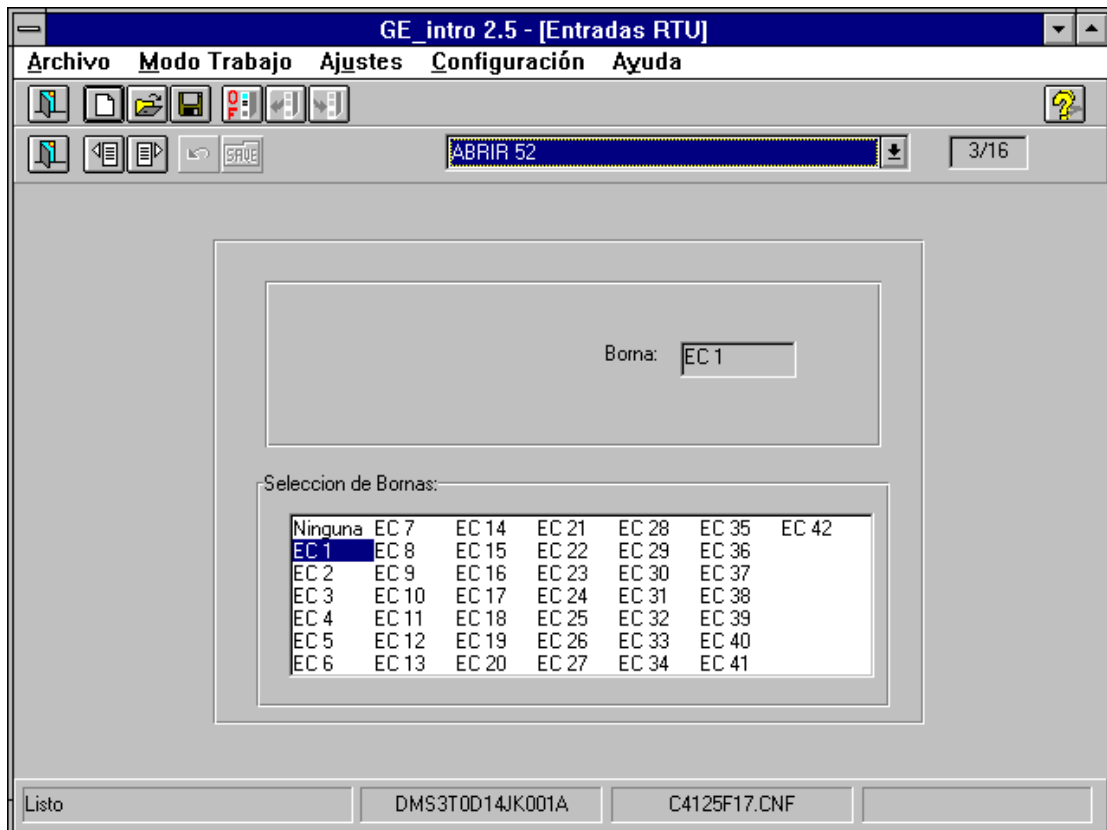 GE_intro 2.5 - [Entradas RTU]
Archivo Modo Trabajo Ajustes Configuración Ayuda
OF
SAVE ABRIR 52 3/16
Borna: EC 1
Seleccion de Bornas:
Ninguna EC 7 EC 14 EC 21 EC 28 EC 35 EC 42
EC 1 EC 8 EC 15 EC 22 EC 29 EC 36
EC 2 EC 9 EC 16 EC 23 EC 30 EC 37
EC 3 EC 10 EC 17 EC 24 EC 31 EC 38
EC 4 EC 11 EC 18 EC 25 EC 32 EC 39
EC 5 EC 12 EC 19 EC 26 EC 33 EC 40
EC 6 EC 13 EC 20 EC 27 EC 34 EC 41
Listo DMS3T0D14JK001A C4125F17.CNF